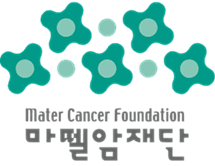 Mater Cancer Foundation
마뗄암재단